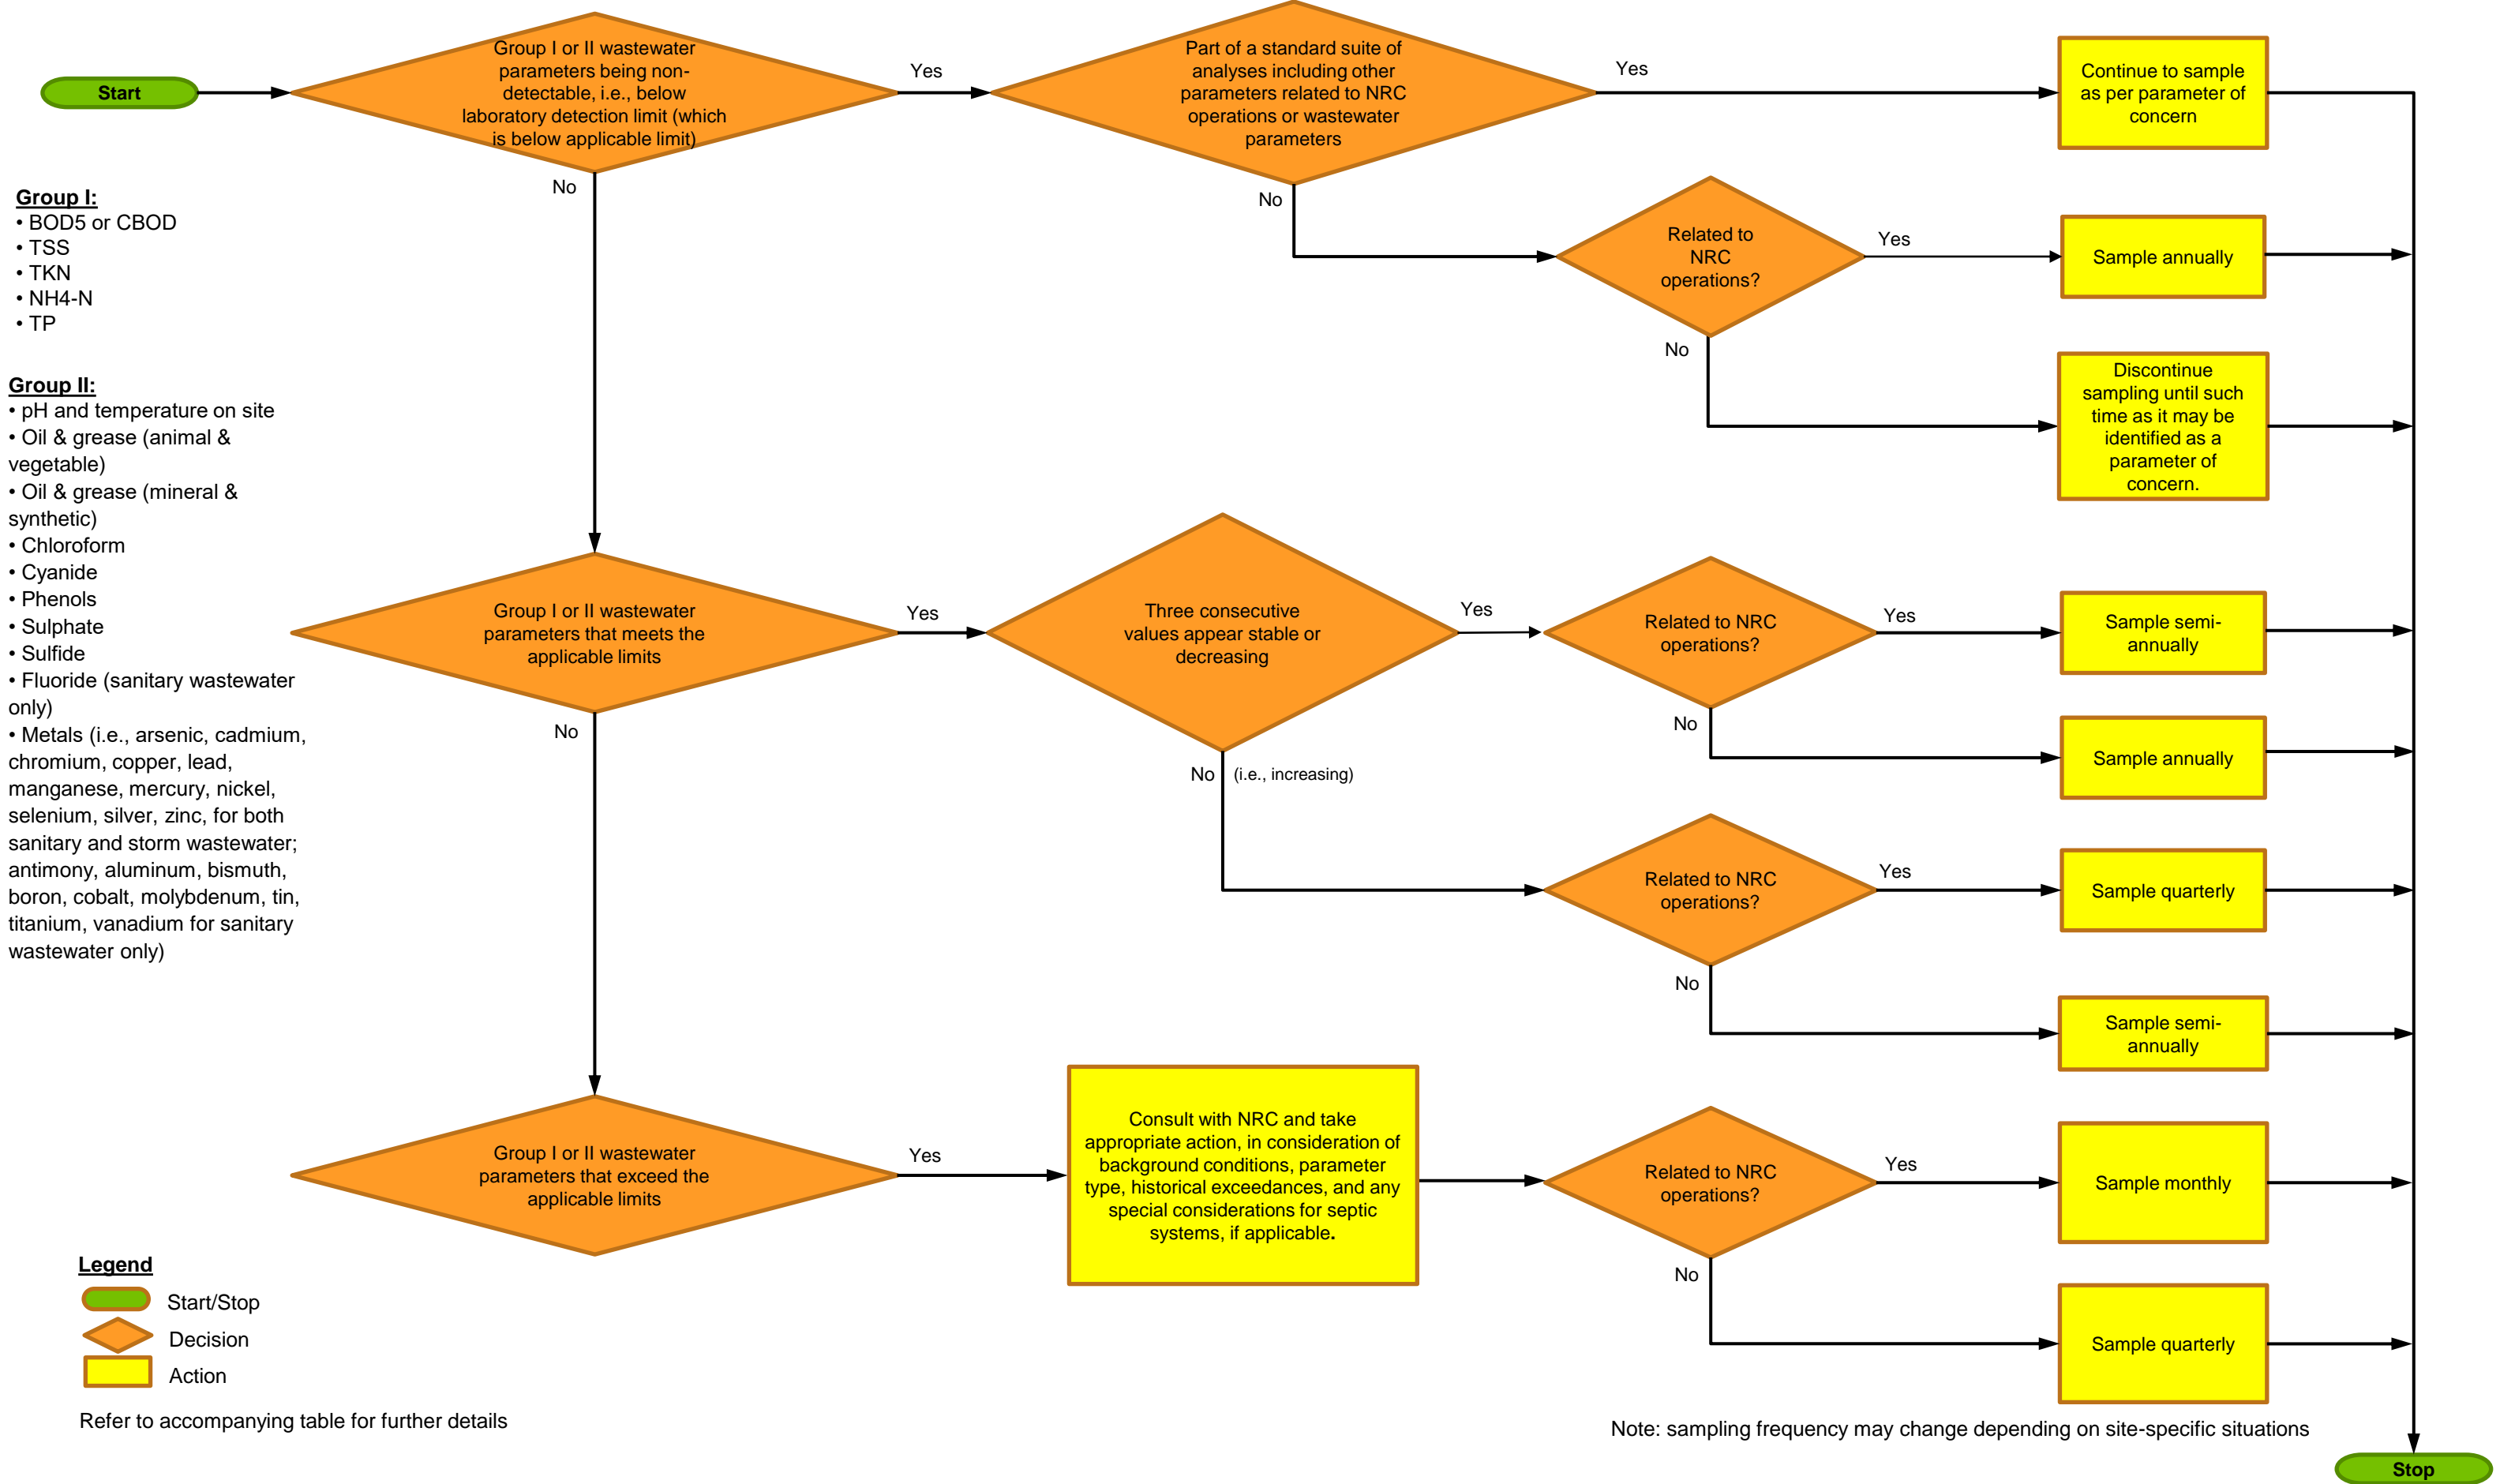 Start
Group I or II wastewater
parameters being non-
detectable, i.e., below
laboratory detection limit (which
is below applicable limit)
Yes
Part of a standard suite of
analyses including other
parameters related to NRC
operations or wastewater
parameters
Yes
Continue to sample
as per parameter of
concern
No
No
Related to
NRC
operations?
Yes
Sample annually
No
Discontinue
sampling until such
time as it may be
identified as a
parameter of
concern.
Group I:
• BOD5 or CBOD
• TSS
• TKN
• NH4-N
• TP
Group II:
• pH and temperature on site
• Oil & grease (animal &
vegetable)
• Oil & grease (mineral &
synthetic)
• Chloroform
• Cyanide
• Phenols
• Sulphate
• Sulfide
• Fluoride (sanitary wastewater
only)
• Metals (i.e., arsenic, cadmium,
chromium, copper, lead,
manganese, mercury, nickel,
selenium, silver, zinc, for both
sanitary and storm wastewater;
antimony, aluminum, bismuth,
boron, cobalt, molybdenum, tin,
titanium, vanadium for sanitary
wastewater only)
Group I or II wastewater
parameters that meets the
applicable limits
Yes
Three consecutive
values appear stable or
decreasing
Yes
Related to NRC
operations?
Yes
Sample semi-
annually
No
Sample annually
No
No (i.e., increasing)
Related to NRC
operations?
Yes
Sample quarterly
No
Sample semi-
annually
Group I or II wastewater
parameters that exceed the
applicable limits
Yes
Consult with NRC and take
appropriate action, in consideration of
background conditions, parameter
type, historical exceedances, and any
special considerations for septic
systems, if applicable.
Related to NRC
operations?
Yes
Sample monthly
No
Sample quarterly
Legend
Start/Stop
Decision
Action
Refer to accompanying table for further details
Note: sampling frequency may change depending on site-specific situations
Stop